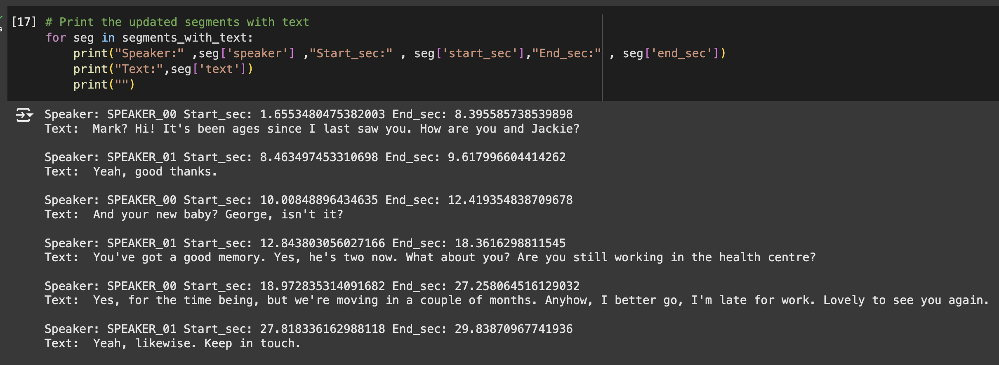 [17] # Print the updated segments with text
for seg in segments_with_text:
    print("Speaker:" ,seg['speaker'] ,"Start_sec:" , seg['start_sec'],"End_sec:" , seg['end_sec'])
    print("Text:",seg['text'])
    print("")
s
Speaker: SPEAKER_00 Start_sec: 1.6553480475382003 End_sec: 8.395585738539898
Text:  Mark? Hi! It's been ages since I last saw you. How are you and Jackie?
Speaker: SPEAKER_01 Start_sec: 8.463497453310698 End_sec: 9.617996604414262
Text:  Yeah, good thanks.
Speaker: SPEAKER_00 Start_sec: 10.00848896434635 End_sec: 12.419354838709678
Text:  And your new baby? George, isn't it?
Speaker: SPEAKER_01 Start_sec: 12.843803056027166 End_sec: 18.3616298811545
Text:  You've got a good memory. Yes, he's two now. What about you? Are you still working in the health centre?
Speaker: SPEAKER_00 Start_sec: 18.972835314091682 End_sec: 27.258064516129032
Text:  Yes, for the time being, but we're moving in a couple of months. Anyhow, I better go, I'm late for work. Lovely to see you again.
Speaker: SPEAKER_01 Start_sec: 27.818336162988118 End_sec: 29.83870967741936
Text:  Yeah, likewise. Keep in touch.